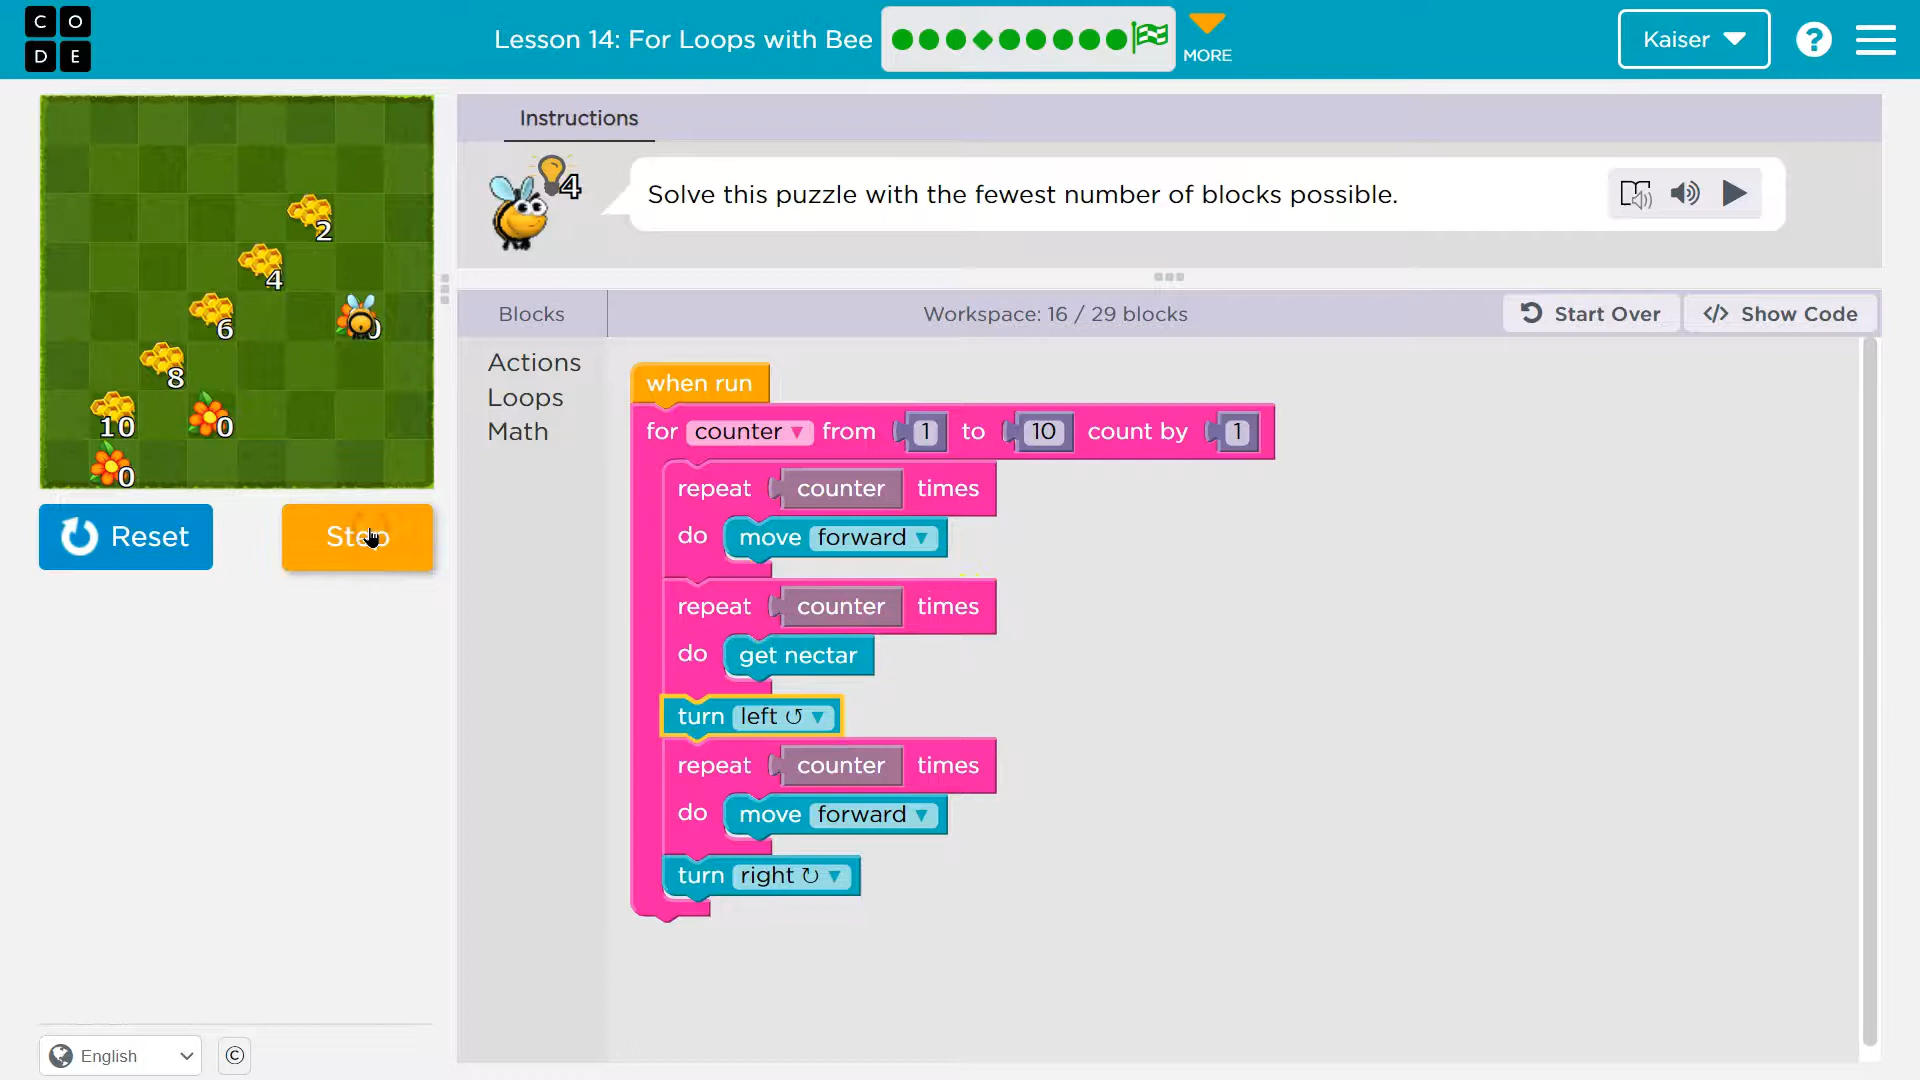 C O
D E
Lesson 14: For Loops with Bee
MORE
Kaiser
?
Instructions
4
Solve this puzzle with the fewest number of blocks possible.
2
4
6
0
8
10
0
0
Blocks
Workspace: 16 / 29 blocks
Start Over
</> Show Code
Actions
Loops
Math
when run
for counter from 1 to 10 count by 1
repeat counter times
do move forward
repeat counter times
do get nectar
turn left ↺
repeat counter times
do move forward
turn right ↻
Reset
Step
English
©